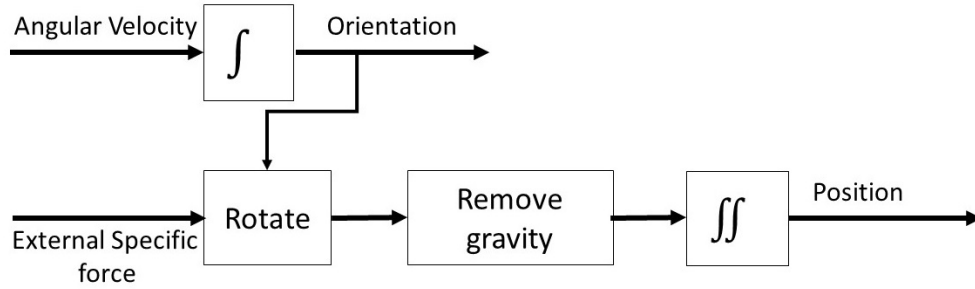 Angular Velocity
Orientation
∫
Rotate
Remove
gravity
∫∫
Position
External Specific
force